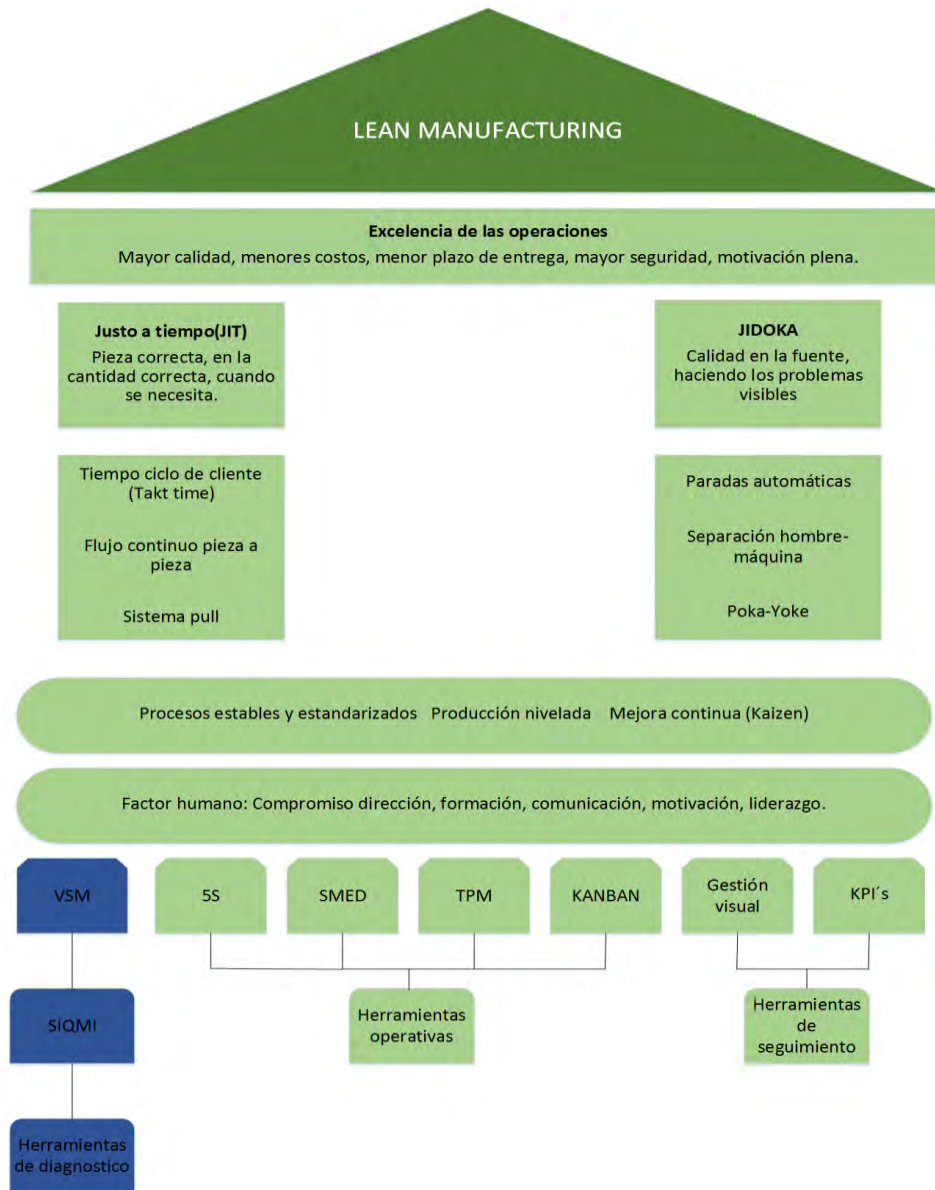 LEAN MANUFACTURING
Excelencia de las operaciones
Mayor calidad, menores costos, menor plazo de entrega, mayor seguridad, motivación plena.
Justo a tiempo(JIT)
Pieza correcta, en la
cantidad correcta, cuando
se necesita.
JIDOKA
Calidad en la fuente,
haciendo los problemas
visibles
Tiempo ciclo de cliente
(Takt time)
Flujo continuo pieza a
pieza
Sistema pull
Paradas automáticas
Separación hombre-
máquina
Poka-Yoke
Procesos estables y estandarizados Producción nivelada Mejora continua (Kaizen)
Factor humano: Compromiso dirección, formación, comunicación, motivación, liderazgo.
VSM
5S
SMED
TPM
KANBAN
Gestión
visual
KPI´s
SIQMI
Herramientas
operativas
Herramientas
de
seguimiento
Herramientas
de diagnostico